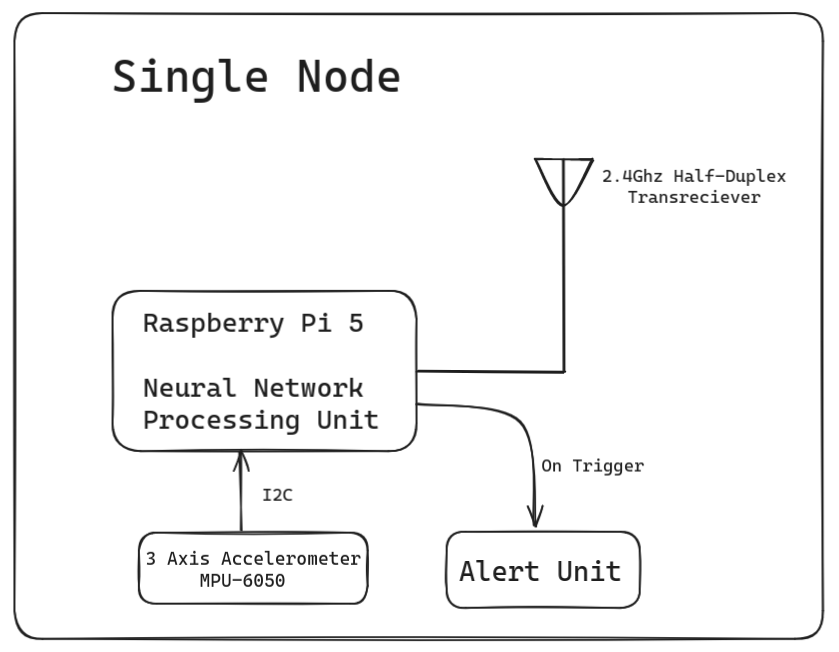 Single Node
2.4Ghz Half-Duplex
Transreciever
Raspberry Pi 5
Neural Network
Processing Unit
On Trigger
I2C
3 Axis Accelerometer
MPU-6050
Alert Unit